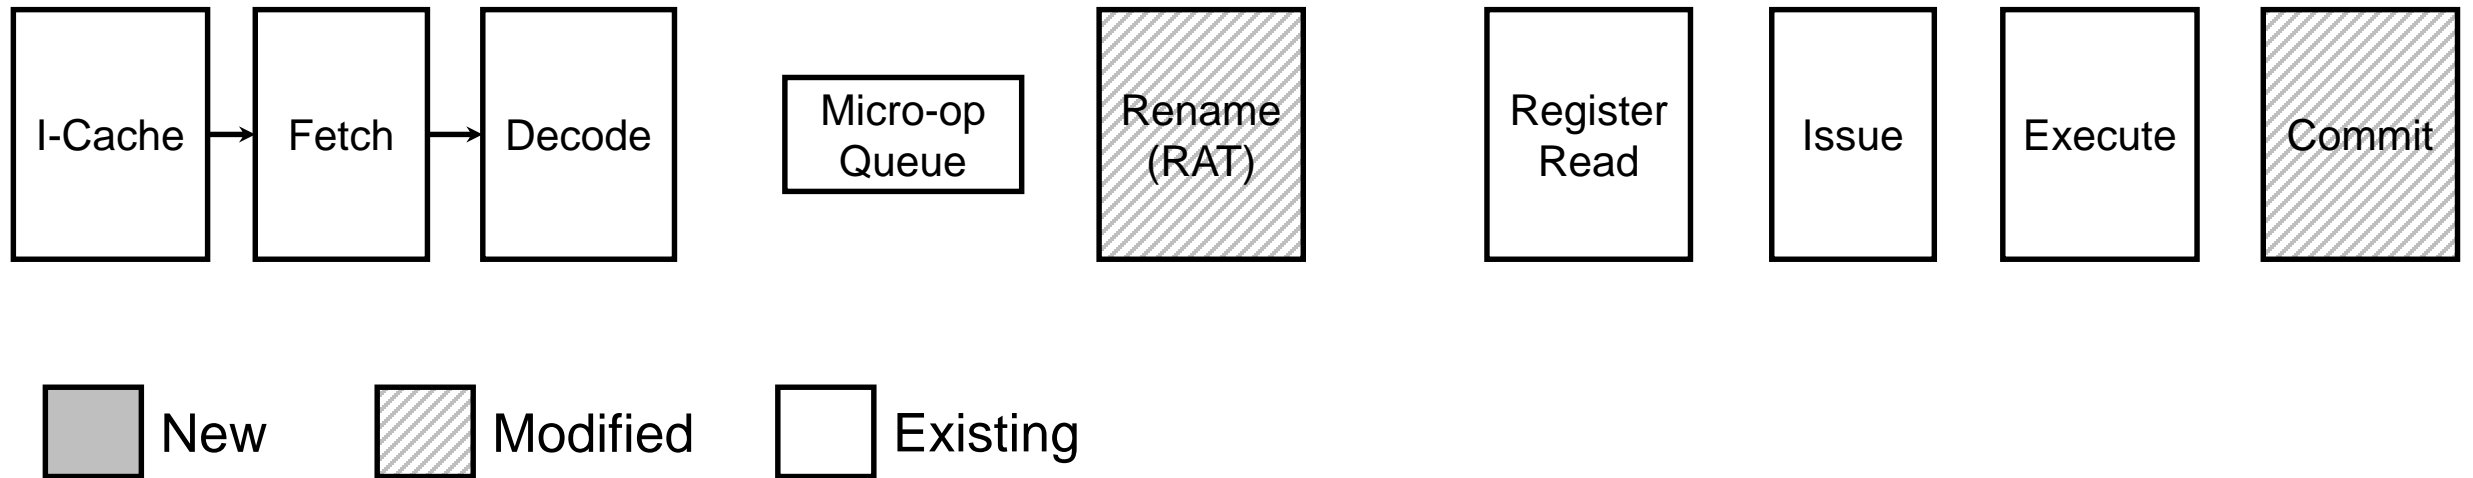 I-Cache
Fetch
Decode
Micro-op
Queue
Rename
(RAT)
Register
Read
Issue
Execute
Commit
New
Modified
Existing